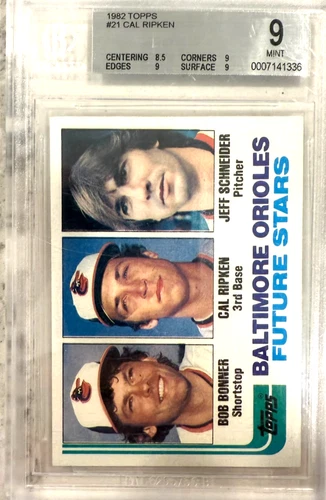 1982 TOPPS
#21 CAL RIPKEN
CENTERING 8.5 CORNERS 9
EDGES 9 SURFACE 9
9
MINT
0007141336
JEFF SCHNEIDER
Pitcher
CAL RIPKEN
3rd Base
BOB BONNER
Shortstop
BALTIMORE ORIOLES
FUTURE STARS
Topps